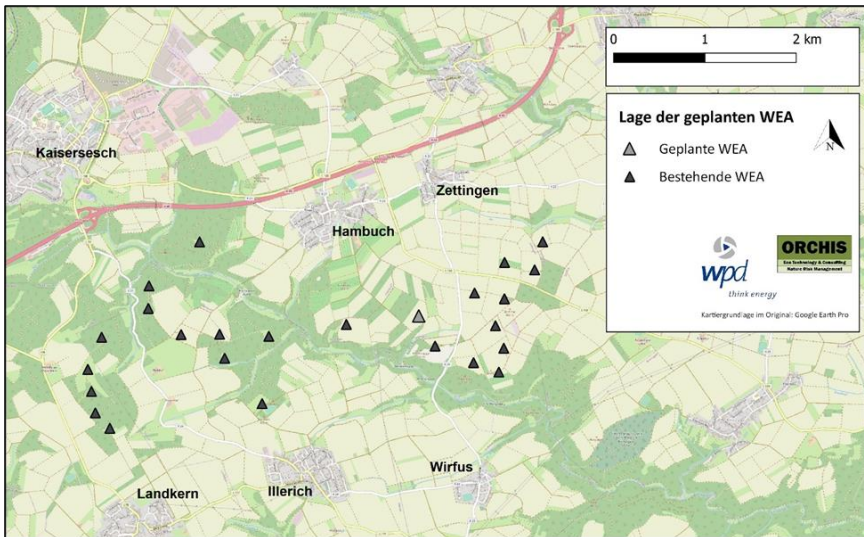 0 1 2 km
Lage der geplanten WEA
Geplante WEA
N
Bestehende WEA
Kaisersesch
Zettingen
Hambuch
wpd
think energy
ORCHIS
Eco Technology & Consulting
Nature Risk Management
Kartiergrundlage im Original: Google Earth Pro
Wirfus
Illerich
Landkern